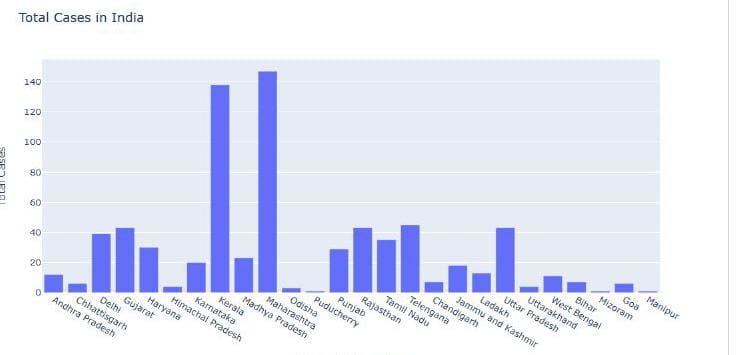 Total Cases in India
Total Cases
140
120
100
80
60
40
20
0
Andhra Pradesh
Chhattisgarh
Delhi
Gujarat
Haryana
Himachal Pradesh
Karnataka
Kerala
Madhya Pradesh
Maharashtra
Odisha
Puducherry
Punjab
Rajasthan
Tamil Nadu
Telengana
Chandigarh
Jammu and Kashmir
Ladakh
Uttar Pradesh
Uttarakhand
West Bengal
Bihar
Mizoram
Goa
Manipur